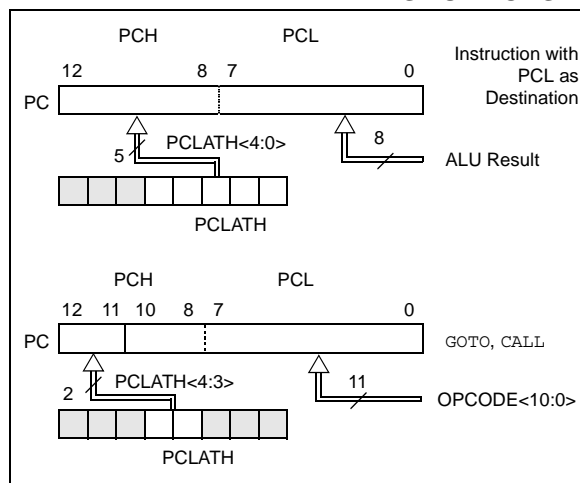 PCH PCL
12 8 7 0
Instruction with
PCL as
Destination
PC
5 PCLATH<4:0> 8
ALU Result
PCLATH
PCH PCL
12 11 10 8 7 0
PC GOTO, CALL
2 PCLATH<4:3> 11
OPCODE<10:0>
PCLATH